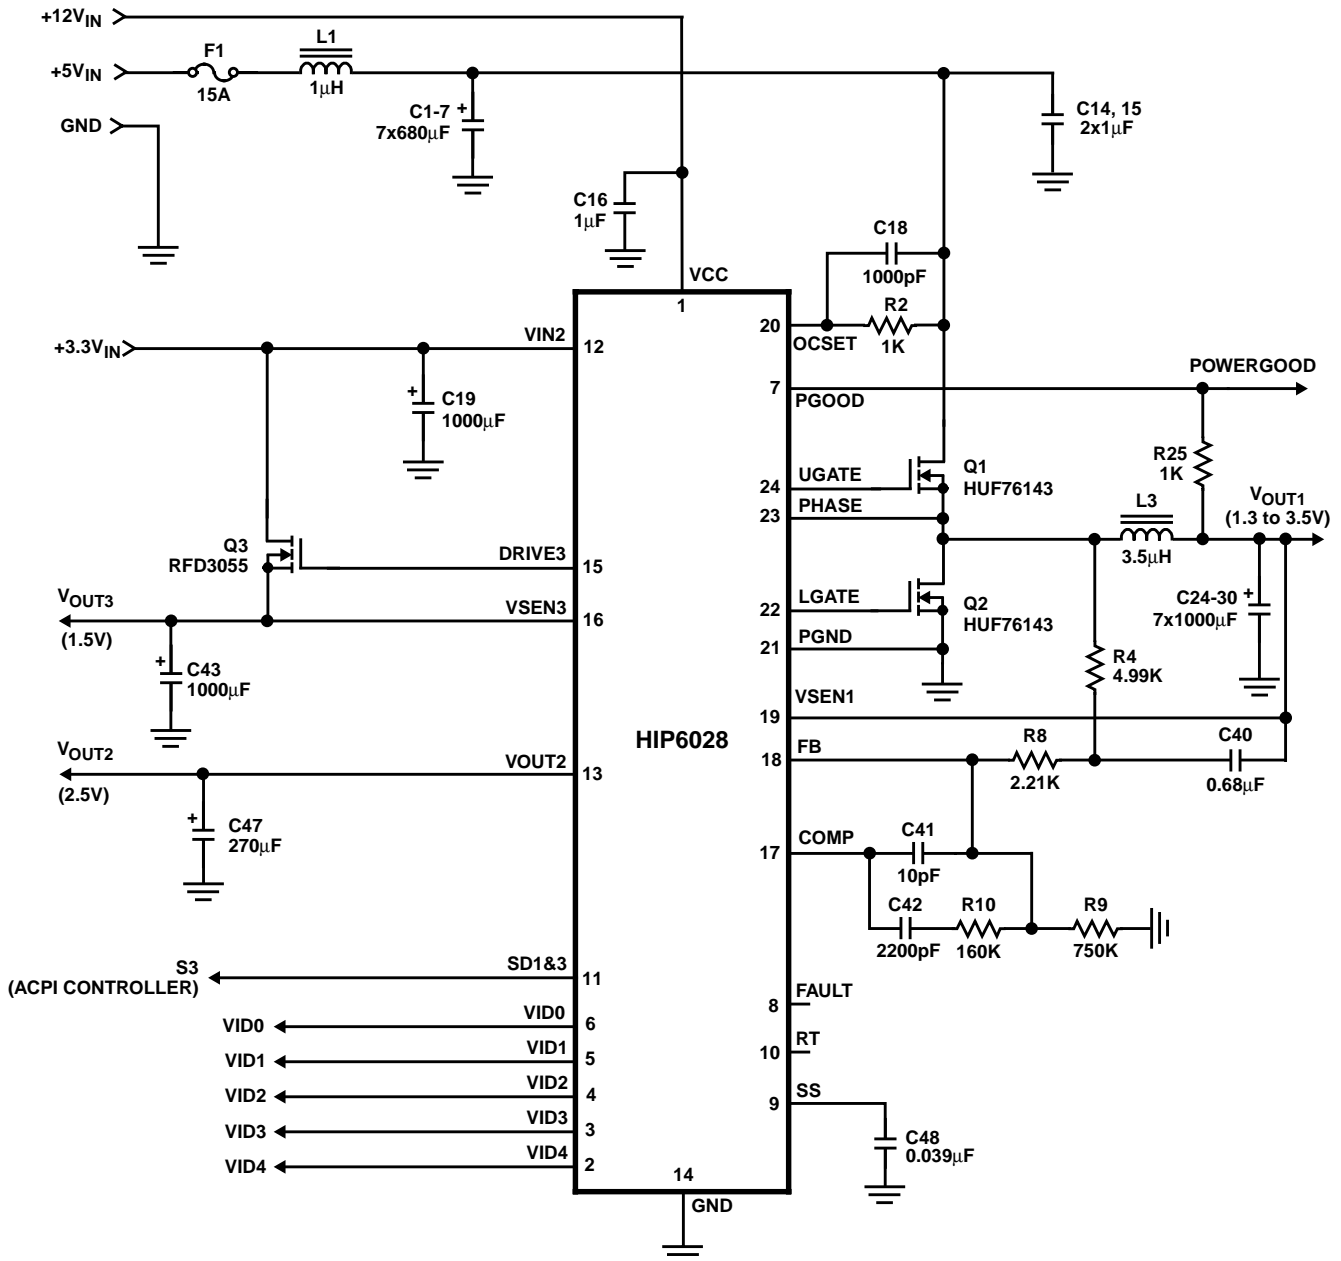 +12VIN
L1
F1
+5VIN
15A
1μH
C1-7
+
7x680μF
C14, 15
2x1μF
GND
C16
1μF
VCC
1
C18
1000pF
R2
20
OCSET
1K
+3.3VIN
VIN2
12
+
C19
1000μF
7
PGOOD
POWERGOOD
R25
1K
UGATE
24
Q1
HUF76143
PHASE
23
L3
3.5μH
VOUT1
(1.3 to 3.5V)
Q3
RFD3055
DRIVE3
15
VOUT3
(1.5V)
VSEN3
16
LGATE
22
Q2
HUF76143
C24-30
+
7x1000μF
PGND
21
+
C43
1000μF
R4
4.99K
VSEN1
19
HIP6028
FB
18
R8
2.21K
C40
0.68μF
VOUT2
(2.5V)
VOUT2
13
+
C47
270μF
COMP
17
C41
10pF
C42
2200pF
R10
160K
R9
750K
S3
(ACPI CONTROLLER)
SD1&3
11
FAULT
8
VID0
VID0
6
RT
10
VID1
VID1
5
VID2
VID2
4
SS
9
VID3
VID3
3
C48
0.039μF
VID4
VID4
2
14
GND